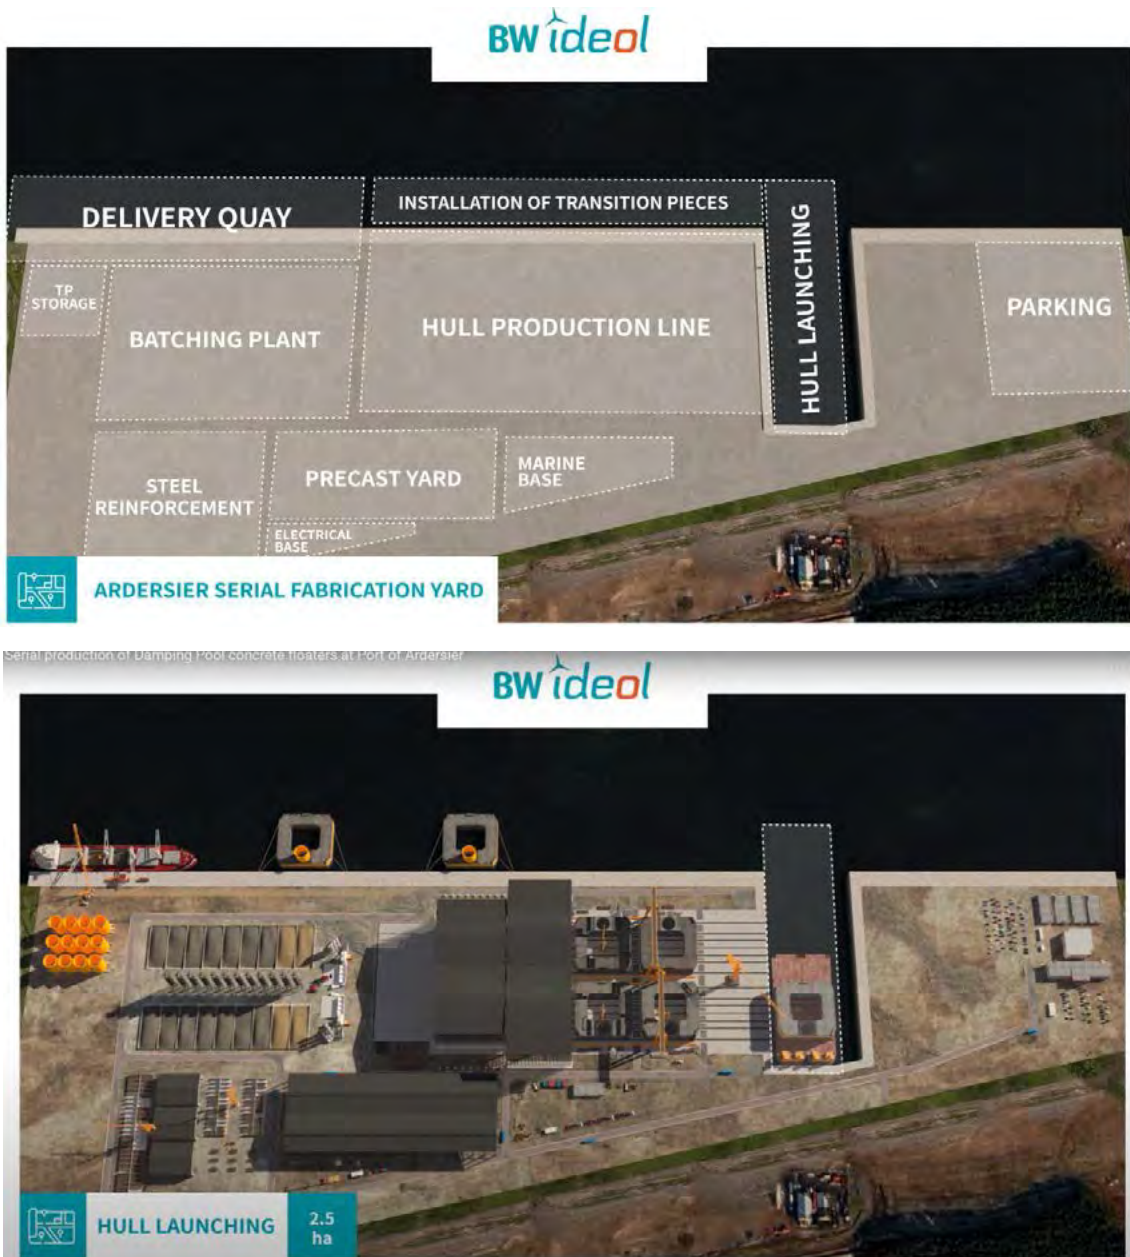 BW ideol
DELIVERY QUAY
INSTALLATION OF TRANSITION PIECES
HULL LAUNCHING
TP
STORAGE
BATCHING PLANT
HULL PRODUCTION LINE
PARKING
STEEL
REINFORCEMENT
PRECAST YARD
MARINE
BASE
ELECTRICAL
BASE
ARDERSIER SERIAL FABRICATION YARD
Serial production of Damping Pool concrete floaters at Port of Ardersier
BW ideol
HULL LAUNCHING
2.5
ha